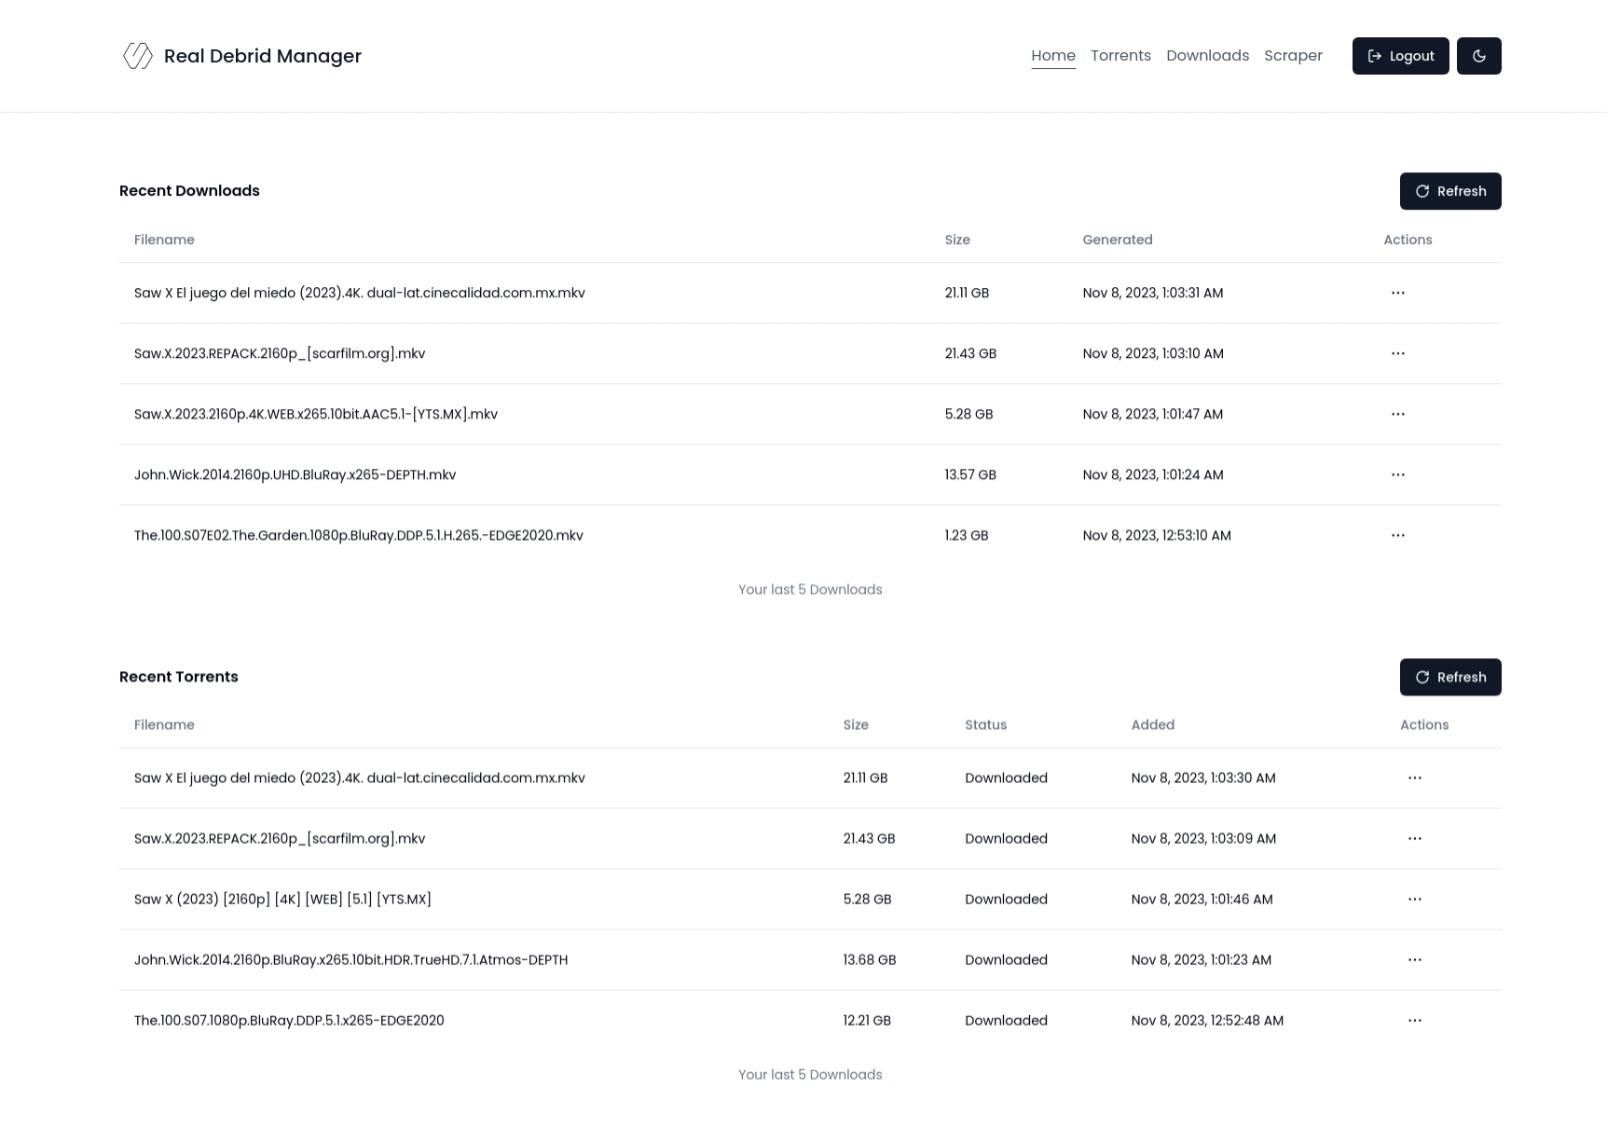 Real Debrid Manager
Home Torrents Downloads Scraper Logout
Recent Downloads Refresh
Filename Size Generated Actions
Saw X El juego del miedo (2023).4K. dual-lat.cinecalidad.com.mx.mkv 21.11 GB Nov 8, 2023, 1:03:31 AM ...
Saw.X.2023.REPACK.2160p_[scarfilm.org].mkv 21.43 GB Nov 8, 2023, 1:03:10 AM ...
Saw.X.2023.2160p.4K.WEB.x265.10bit.AAC5.1-[YTS.MX].mkv 5.28 GB Nov 8, 2023, 1:01:47 AM ...
John.Wick.2014.2160p.UHD.BluRay.x265-DEPTH.mkv 13.57 GB Nov 8, 2023, 1:01:24 AM ...
The.100.S07E02.The.Garden.1080p.BluRay.DDP.5.1.H.265.-EDGE2020.mkv 1.23 GB Nov 8, 2023, 12:53:10 AM ...
Your last 5 Downloads
Recent Torrents Refresh
Filename Size Status Added Actions
Saw X El juego del miedo (2023).4K. dual-lat.cinecalidad.com.mx.mkv 21.11 GB Downloaded Nov 8, 2023, 1:03:30 AM ...
Saw.X.2023.REPACK.2160p_[scarfilm.org].mkv 21.43 GB Downloaded Nov 8, 2023, 1:03:09 AM ...
Saw X (2023) [2160p] [4K] [WEB] [5.1] [YTS.MX] 5.28 GB Downloaded Nov 8, 2023, 1:01:46 AM ...
John.Wick.2014.2160p.BluRay.x265.10bit.HDR.TrueHD.7.1.Atmos-DEPTH 13.68 GB Downloaded Nov 8, 2023, 1:01:23 AM ...
The.100.S07.1080p.BluRay.DDP.5.1.x265-EDGE2020 12.21 GB Downloaded Nov 8, 2023, 12:52:48 AM ...
Your last 5 Downloads